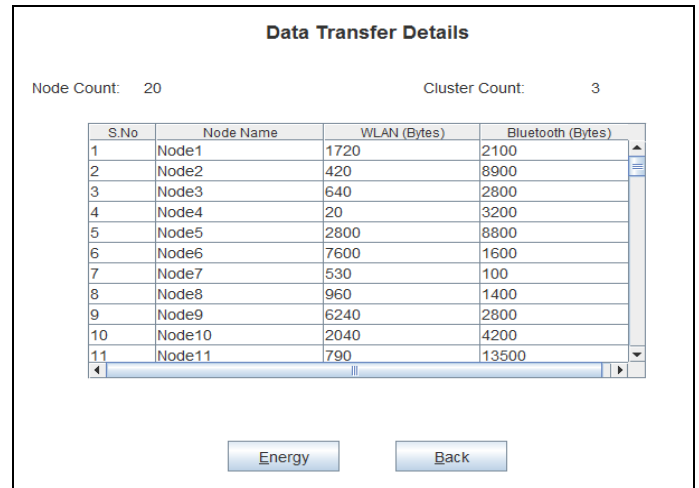 Data Transfer Details
Node Count: 20 Cluster Count: 3
S.No Node Name WLAN (Bytes) Bluetooth (Bytes)
1 Node1 1720 2100
2 Node2 420 8900
3 Node3 640 2800
4 Node4 20 3200
5 Node5 2800 8800
6 Node6 7600 1600
7 Node7 530 100
8 Node8 960 1400
9 Node9 6240 2800
10 Node10 2040 4200
11 Node11 790 13500
Energy Back